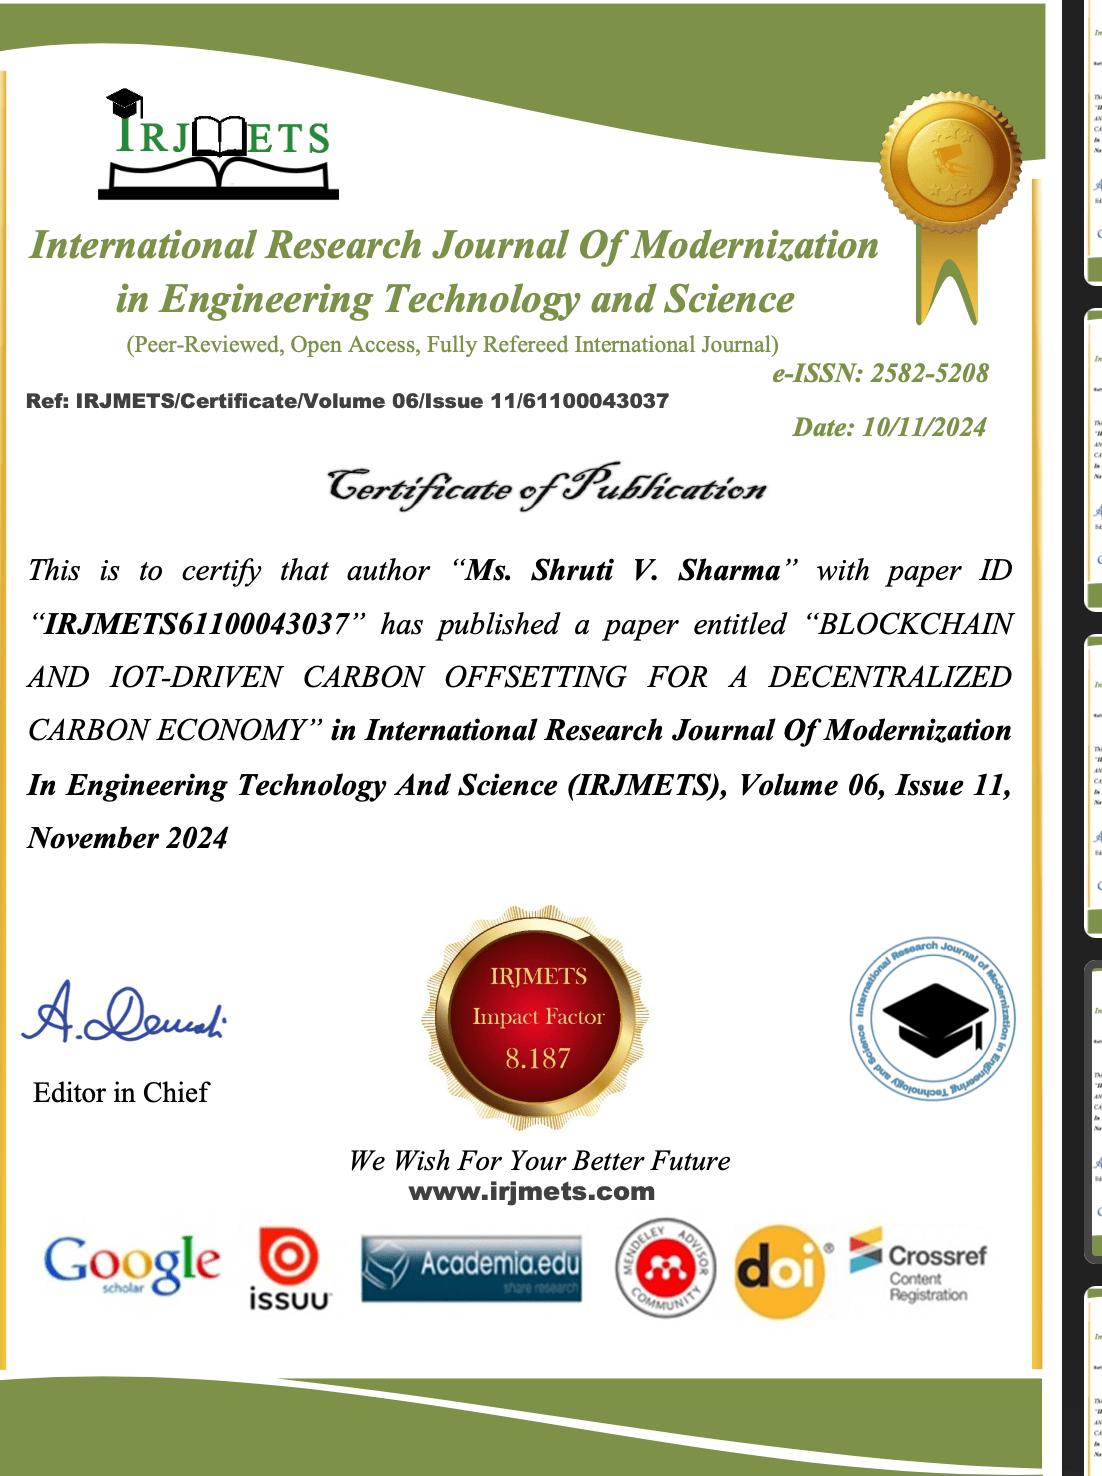 IRJMETS
International Research Journal Of Modernization
in Engineering Technology and Science
(Peer-Reviewed, Open Access, Fully Refereed International Journal)
e-ISSN: 2582-5208
Ref: IRJMETS/Certificate/Volume 06/Issue 11/61100043037
Date: 10/11/2024
Certificate of Publication
This is to certify that author “Ms. Shruti V. Sharma” with paper ID
“IRJMETS61100043037” has published a paper entitled “BLOCKCHAIN
AND IOT-DRIVEN CARBON OFFSETTING FOR A DECENTRALIZED
CARBON ECONOMY” in International Research Journal Of Modernization
In Engineering Technology And Science (IRJMETS), Volume 06, Issue 11,
November 2024
IRJMETS
Impact Factor
8.187
International Research Journal of Modernization in Engineering Technology and Science
Editor in Chief
We Wish For Your Better Future
www.irjmets.com
Google
scholar
issuu
Academia.edu
share research
MENDELEY ADVISOR
COMMUNITY
doi®
Crossref
Content
Registration